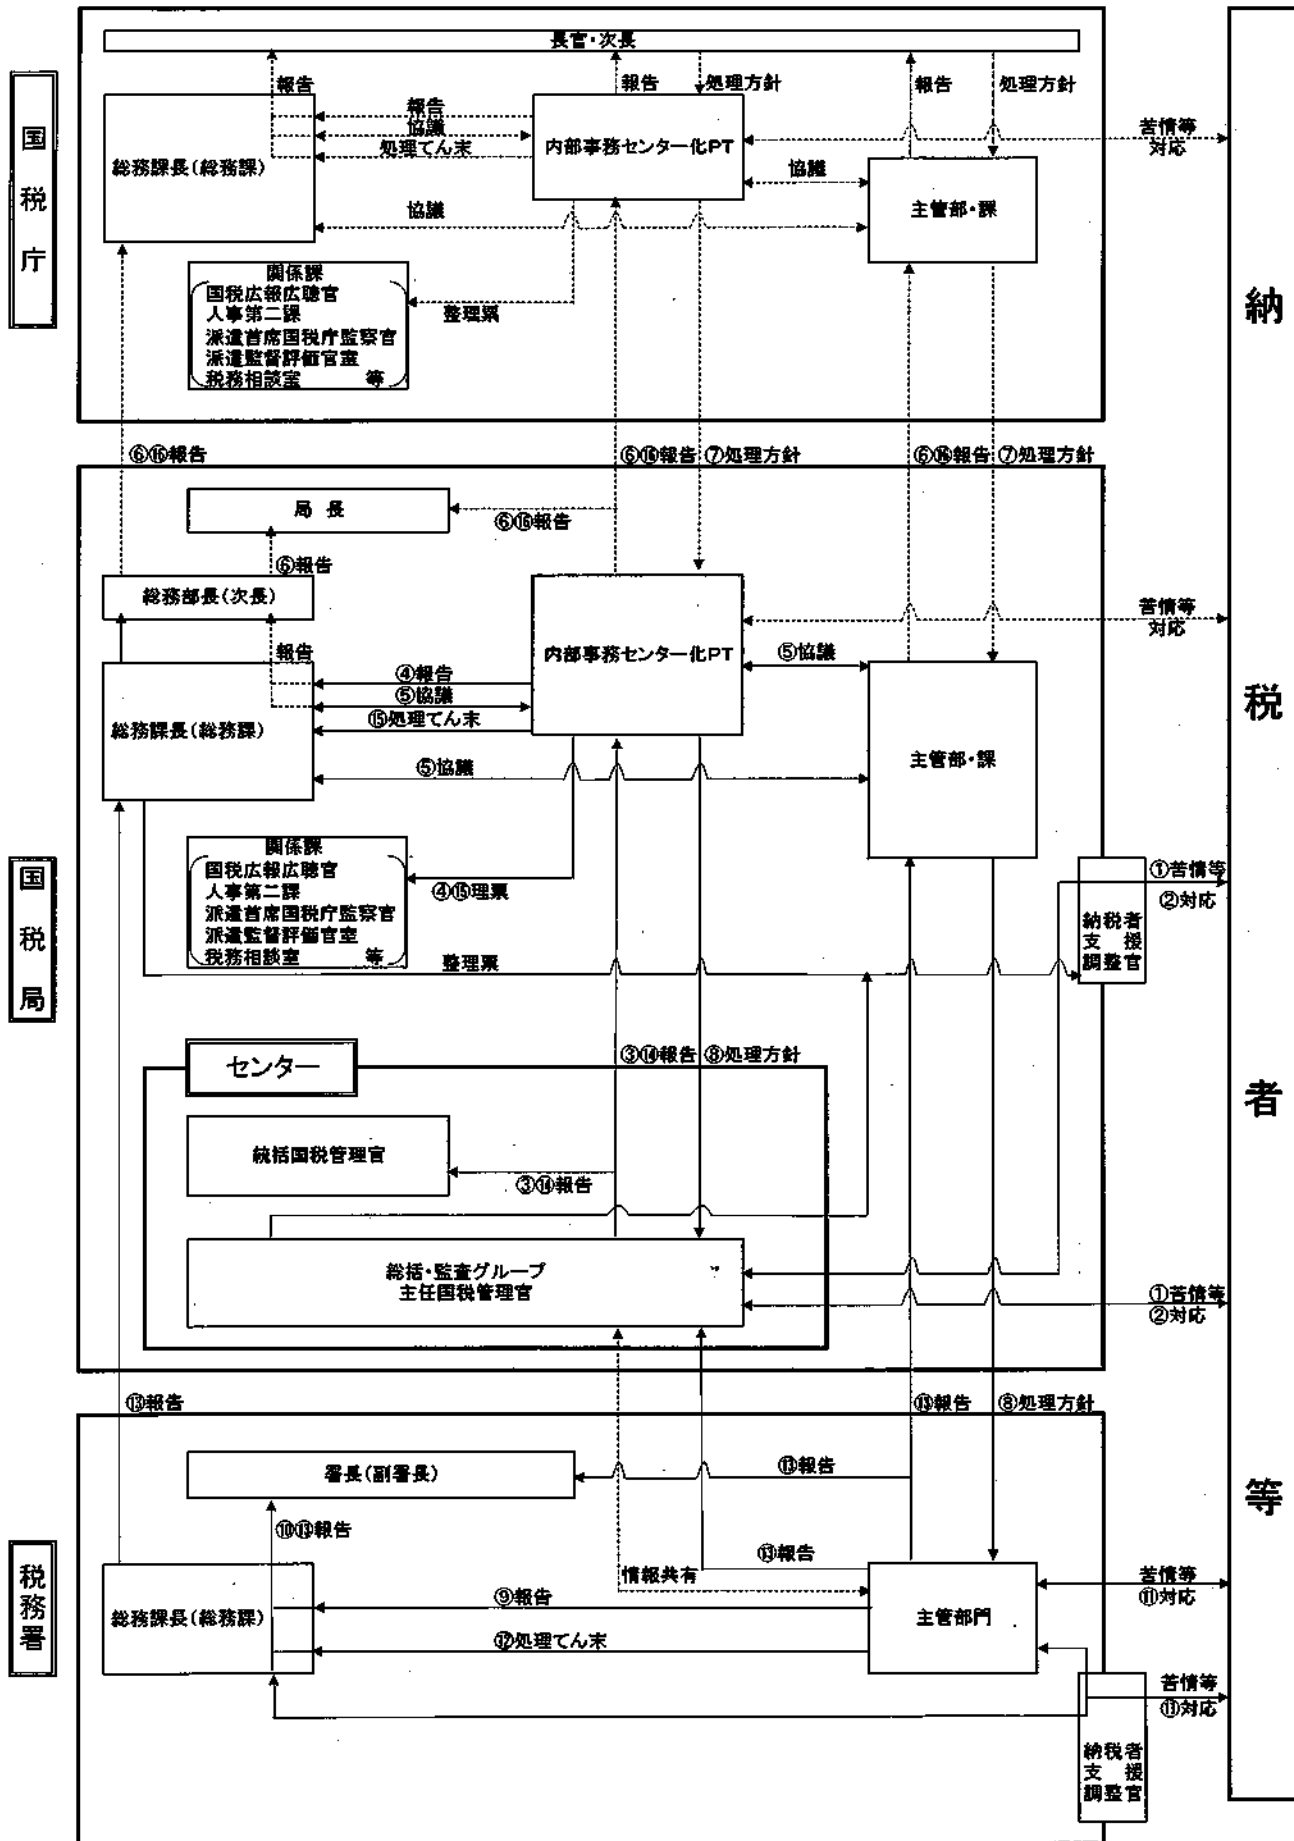 長官・次長
報告
報告
処理方針
報告
処理方針
国税庁
総務課長(総務課)
報告
協議
処理てん末
内部事務センター化PT
協議
協議
主管部・課
苦情等
対応
関係課
国税広報広聴官
人事第二課
派遣首席国税庁監察官
派遣監督評価官室
税務相談室 等
整理票
⑥⑯報告
⑥⑯報告
⑦処理方針
⑥⑯報告
⑦処理方針
国税局
局 長
⑥⑯報告
⑥報告
総務部長(次長)
報告
総務課長(総務課)
④報告
⑤協議
⑮処理てん末
内部事務センター化PT
⑤協議
⑤協議
主管部・課
苦情等
対応
関係課
国税広報広聴官
人事第二課
派遣首席国税庁監察官
派遣監督評価官室
税務相談室 等
④⑮理票
整理票
納税者
支 援
調整官
①苦情等
②対応
センター
③⑭報告
⑧処理方針
統括国税管理官
③⑭報告
総括・監査グループ
主任国税管理官
①苦情等
②対応
⑬報告
⑬報告
⑧処理方針
税務署
署長(副署長)
⑬報告
⑩⑬報告
⑬報告
情報共有
総務課長(総務課)
⑨報告
⑫処理てん末
主管部門
苦情等
⑪対応
苦情等
⑪対応
納税者
支 援
調整官
納税者等